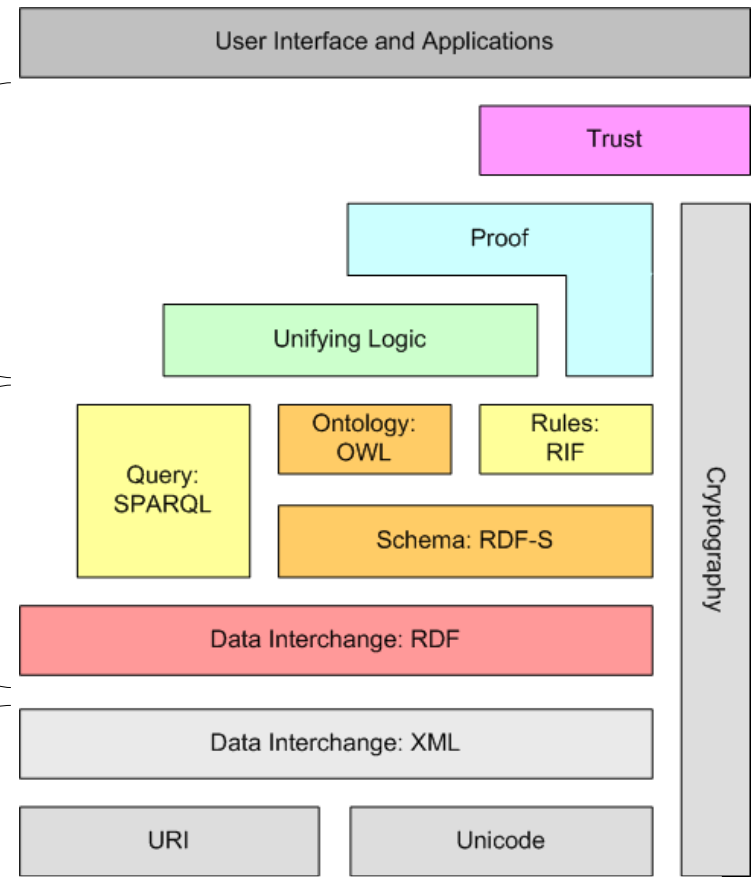 User Interface and Applications
Trust
Proof
Unifying Logic
Ontology:
OWL
Rules:
RIF
Query:
SPARQL
Schema: RDF-S
Cryptography
Data Interchange: RDF
Data Interchange: XML
URI
Unicode